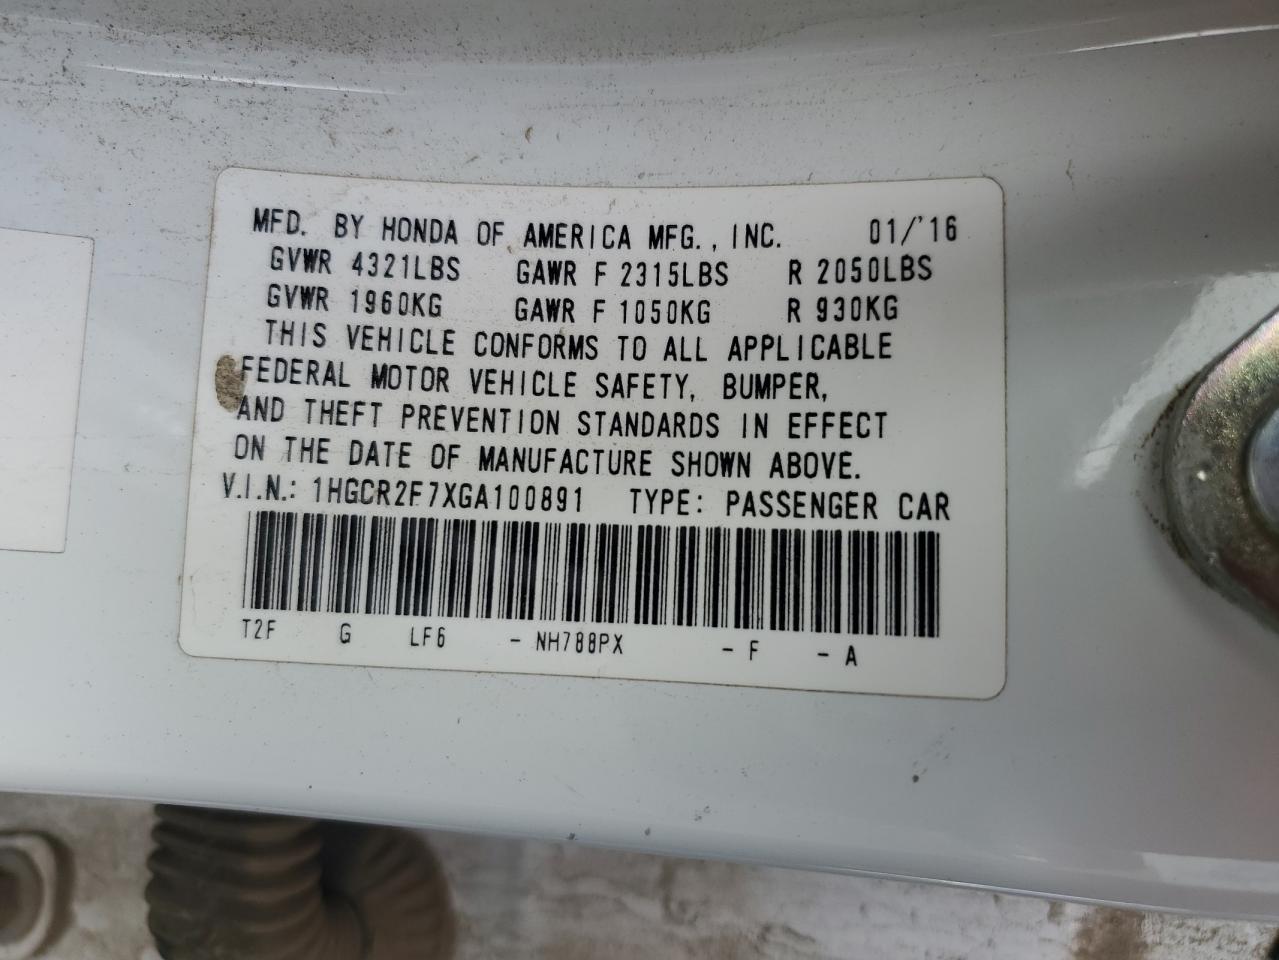 MFD. BY HONDA OF AMERICA MFG., INC. 01/'16
GVWR 4321LBS GAWR F 2315LBS R 2050LBS
GVWR 1960KG GAWR F 1050KG R 930KG
THIS VEHICLE CONFORMS TO ALL APPLICABLE
FEDERAL MOTOR VEHICLE SAFETY, BUMPER,
AND THEFT PREVENTION STANDARDS IN EFFECT
ON THE DATE OF MANUFACTURE SHOWN ABOVE.
V.I.N.: 1HGCR2F7XGA100891 TYPE: PASSENGER CAR
T2F G LF6 - NH788PX - F - A